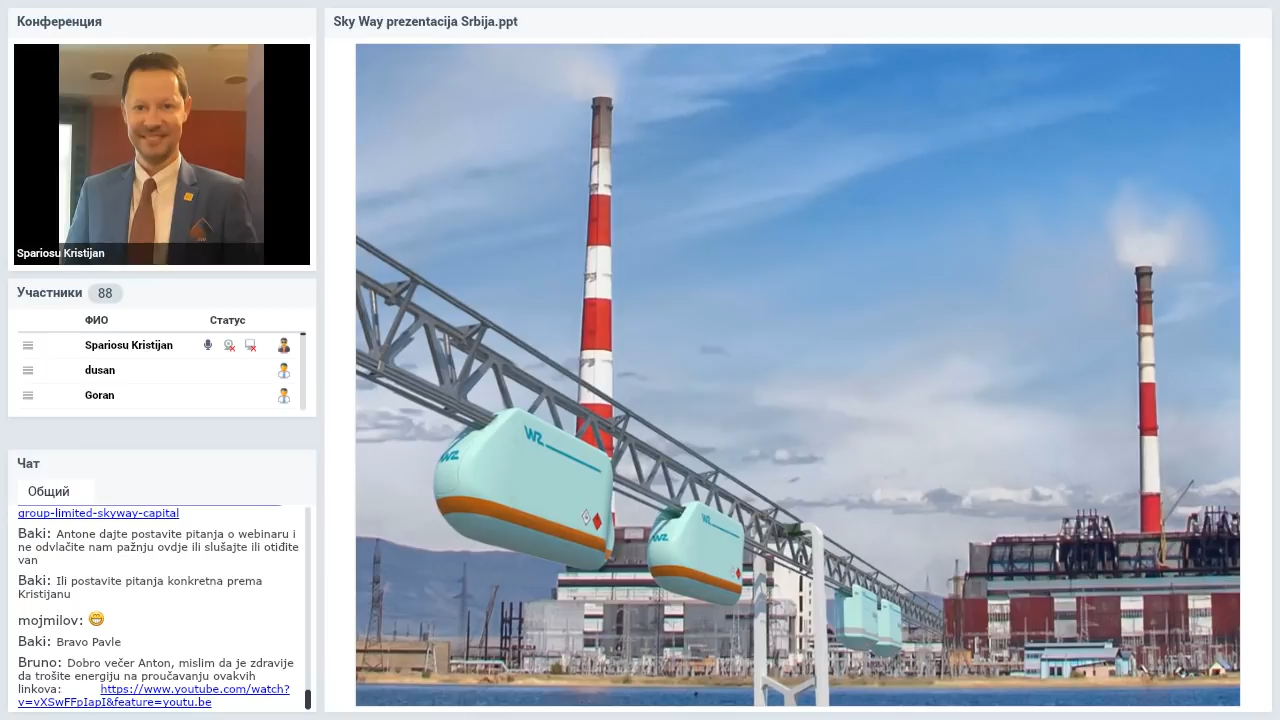 Конференция
Sky Way prezentacija Srbija.ppt
Spariosu Kristijan
Участники 88
ФИО Статус
Spariosu Kristijan
dusan
Goran
Чат
Общий
group-limited-skyway-capital
Baki: Antone dajte postavite pitanja o webinaru i
ne odvlačite nam pažnju ovdje ili slušajte ili otidite
van
Baki: Ili postavite pitanja konkretna prema
Kristijanu
mojmilov:
Baki: Bravo Pavle
Bruno: Dobro večer Anton, mislim da je zdravije
da trošite energiju na proučavanju ovakvih
linkova: https://www.youtube.com/watch?
v=vXSwFFpIapI&feature=youtu.be